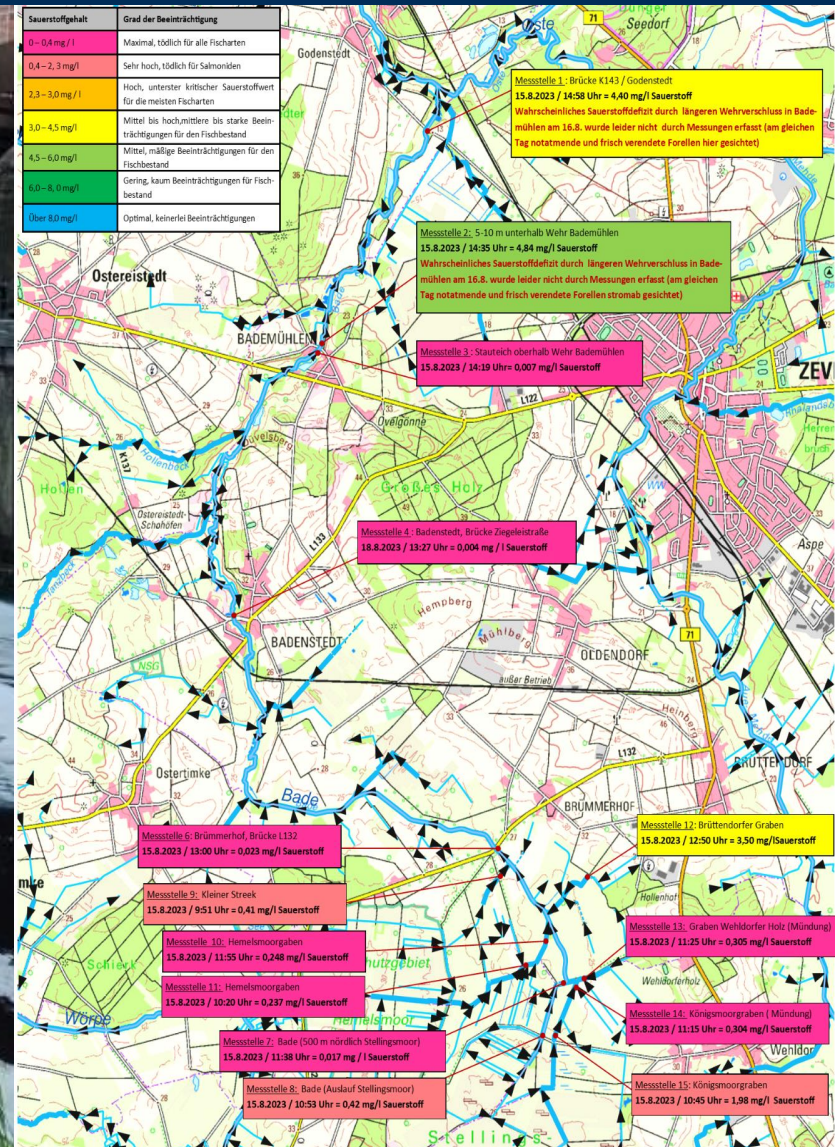 Sauerstoffgehalt Grad der Beeinträchtigung
0 – 0,4 mg / l Maximal, tödlich für alle Fischarten
0,4 – 2, 3 mg/l Sehr hoch, tödlich für Salmoniden
2,3 – 3,0 mg / l Hoch, unterster kritischer Sauerstoffwert
für die meisten Fischarten
3,0 – 4,5 mg/l Mittel bis hoch,mittlere bis starke Beein-
trächtigungen für den Fischbestand
4,5 – 6,0 mg/l Mittel, mäßige Beeinträchtigungen für den
Fischbestand
6,0 – 8, 0 mg/l Gering, kaum Beeinträchtigungen für Fisch-
bestand
Über 8,0 mg/l Optimal, keinerlei Beeinträchtigungen
Godenstedt
Oste
71
Seedorf
Messstelle 1 : Brücke K143 / Godenstedt
15.8.2023 / 14:58 Uhr = 4,40 mg/l Sauerstoff
Wahrscheinliches Sauerstoffdefizit durch längeren Wehrverschluss in Bade-
mühlen am 16.8. wurde leider nicht durch Messungen erfasst (am gleichen
Tag notatmende und frisch verendete Forellen hier gesichtet)
Messstelle 2: 5-10 m unterhalb Wehr Bademühlen
15.8.2023 / 14:35 Uhr = 4,84 mg/l Sauerstoff
Wahrscheinliches Sauerstoffdefizit durch längeren Wehrverschluss in Bade-
mühlen am 16.8. wurde leider nicht durch Messungen erfasst (am gleichen
Tag notatmende und frisch verendete Forellen stromab gesichtet)
Ostereistedt
BADEMÜHLEN
Messstelle 3 : Stauteich oberhalb Wehr Bademühlen
15.8.2023 / 14:19 Uhr= 0,007 mg/l Sauerstoff
ZEV
L122
Ovelgönne
Duvelsberg
Hollenbeck
K137
Hollen
Großes Holz
WW
Ostereistedt-
Schohöfen
L133
Aspe
Messstelle 4 : Badenstedt, Brücke Ziegeleistraße
18.8.2023 / 13:27 Uhr = 0,004 mg / l Sauerstoff
Hempberg
Mühlberg
BADENSTEDT
OLDENDORF
71
NSG
außer Betrieb
Heinberg
L132
Ostertimke
BRÜTTENDORF
Bade
BRÜMMERHOF
Messstelle 6: Brümmerhof, Brücke L132
15.8.2023 / 13:00 Uhr = 0,023 mg/l Sauerstoff
Messstelle 12: Brüttendorfer Graben
15.8.2023 / 12:50 Uhr = 3,50 mg/lSauerstoff
Hollenhof
Messstelle 9: Kleiner Streek
15.8.2023 / 9:51 Uhr = 0,41 mg/l Sauerstoff
Messstelle 10: Hemelsmoorgaben
15.8.2023 / 11:55 Uhr = 0,248 mg/l Sauerstoff
Messstelle 13: Graben Wehldorfer Holz (Mündung)
15.8.2023 / 11:25 Uhr = 0,305 mg/l Sauerstoff
Schierk
hutzgebiet
Wehldorferholz
Messstelle 11: Hemelsmoorgaben
15.8.2023 / 10:20 Uhr = 0,237 mg/l Sauerstoff
Wörpe
Hemelsmoor
Messstelle 14: Königsmoorgraben ( Mündung)
15.8.2023 / 11:15 Uhr = 0,304 mg/l Sauerstoff
Messstelle 7: Bade (500 m nördlich Stellingsmoor)
15.8.2023 / 11:38 Uhr = 0,017 mg / l Sauerstoff
Wehldor
Messstelle 8: Bade (Auslauf Stellingsmoor)
15.8.2023 / 10:53 Uhr = 0,42 mg/l Sauerstoff
Messstelle 15: Königsmoorgraben
15.8.2023 / 10:45 Uhr = 1,98 mg/l Sauerstoff
Stellings-